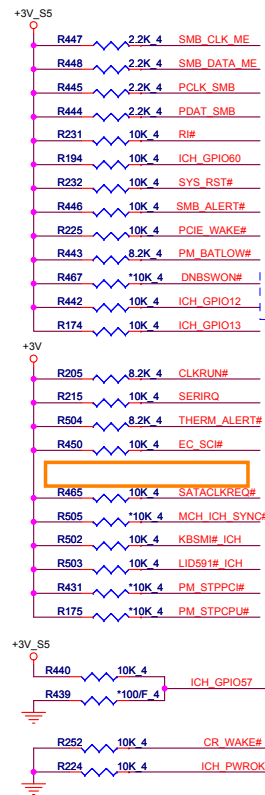 +3V_S5
R447 2.2K_4 SMB_CLK_ME
R448 2.2K_4 SMB_DATA_ME
R445 2.2K_4 PCLK_SMB
R444 2.2K_4 PDAT_SMB
R231 10K_4 RI#
R194 10K_4 ICH_GPIO60
R232 10K_4 SYS_RST#
R446 10K_4 SMB_ALERT#
R225 10K_4 PCIE_WAKE#
R443 8.2K_4 PM_BATLOW#
R467 *10K_4 DNBSWON#
R442 10K_4 ICH_GPIO12
R174 10K_4 ICH_GPIO13
+3V
R205 8.2K_4 CLKRUN#
R215 10K_4 SERIRQ
R504 8.2K_4 THERM_ALERT#
R450 10K_4 EC_SCI#
R465 10K_4 SATACLKREQ#
R505 *10K_4 MCH_ICH_SYNC#
R502 10K_4 KBSMI#_ICH
R503 10K_4 LID591#_ICH
R431 *10K_4 PM_STPPCI#
R175 *10K_4 PM_STPCPU#
+3V_S5
R440 10K_4
ICH_GPIO57
R439 *100/F_4
R252 10K_4 CR_WAKE#
R224 10K_4 ICH_PWROK